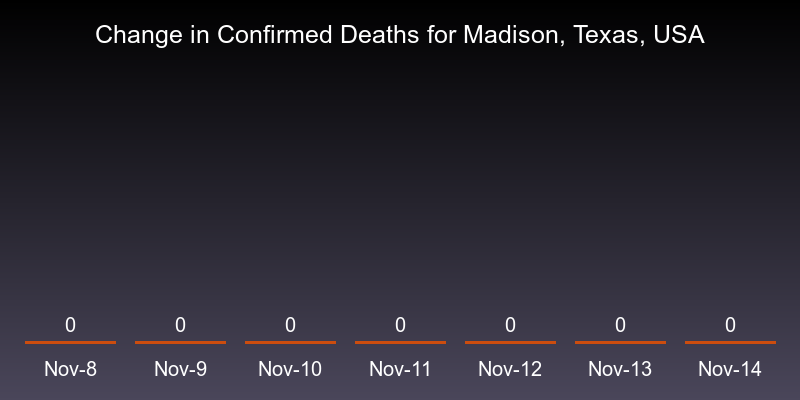 Change in Confirmed Deaths for Madison, Texas, USA
0 0 0 0 0 0 0
Nov-8 Nov-9 Nov-10 Nov-11 Nov-12 Nov-13 Nov-14